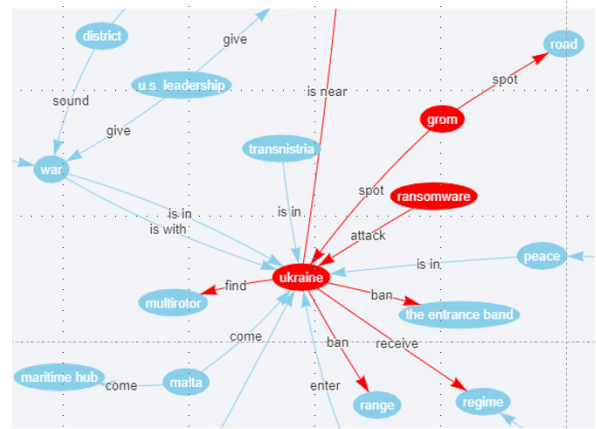 district
give
road
sound
u.s. leadership
is near
spot
give
grom
war
transnistria
spot
ransomware
is in
is with
is in
attack
is in
peace
ukraine
find
multirotor
ban
the entrance band
come
ban
receive
maritime hub
come
malta
enter
range
regime